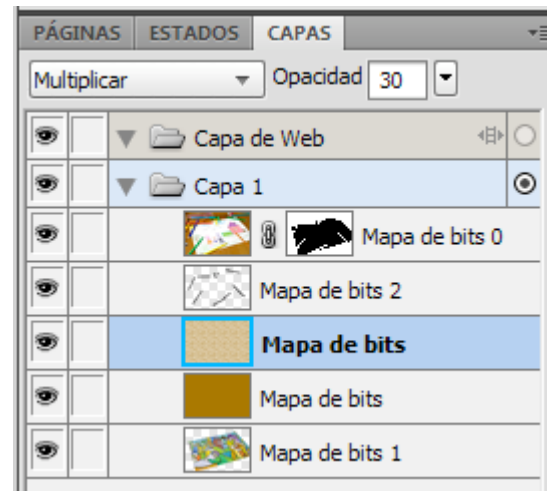 PÁGINAS ESTADOS CAPAS
Multiplicar Opacidad 30
Capa de Web
Capa 1
Mapa de bits 0
Mapa de bits 2
Mapa de bits
Mapa de bits
Mapa de bits 1